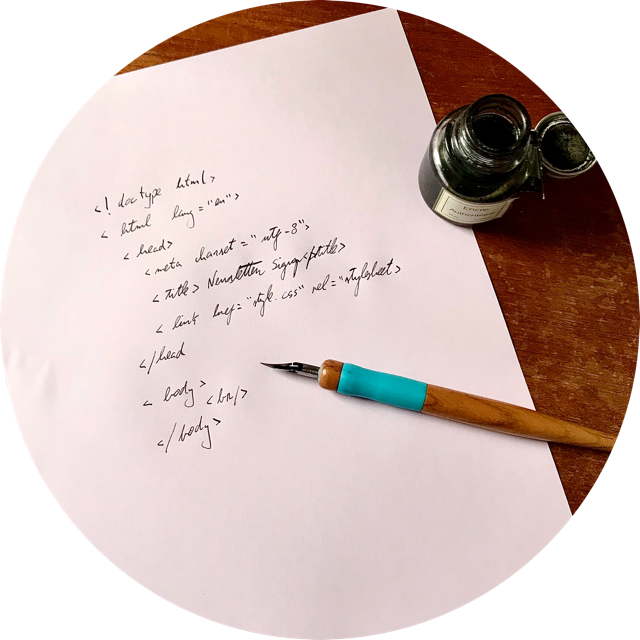 <! doctype html>
< html lang="en">
<head>
<meta charset="utf-8">
<title> Newsletter Signup</title>
< link href="style.css" rel="stylesheet>
</head
< body> <br/>
</body>
Encre
Authentique